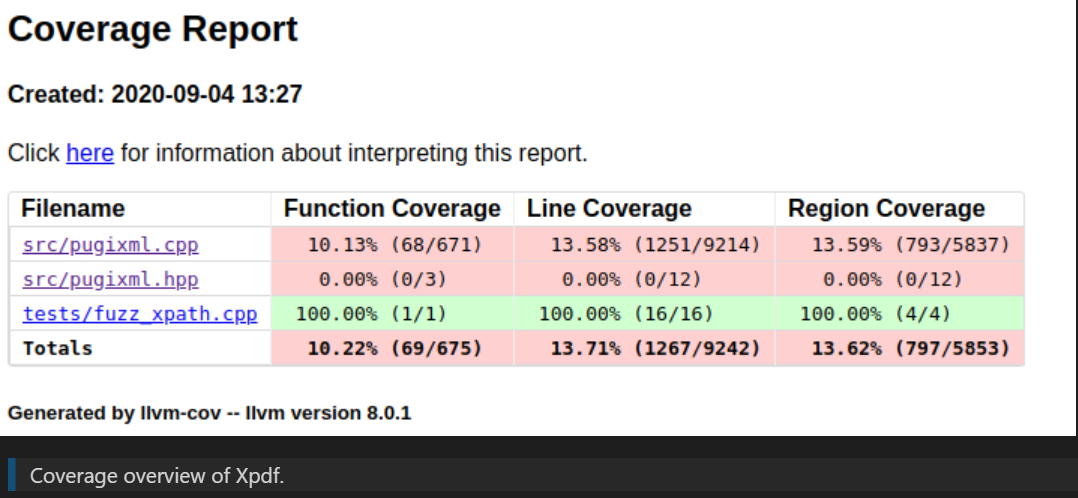 Coverage Report
Created: 2020-09-04 13:27
Click here for information about interpreting this report.
Filename Function Coverage Line Coverage Region Coverage
src/pugixml.cpp 10.13% (68/671) 13.58% (1251/9214) 13.59% (793/5837)
src/pugixml.hpp 0.00% (0/3) 0.00% (0/12) 0.00% (0/12)
tests/fuzz_xpath.cpp 100.00% (1/1) 100.00% (16/16) 100.00% (4/4)
Totals 10.22% (69/675) 13.71% (1267/9242) 13.62% (797/5853)
Generated by llvm-cov -- llvm version 8.0.1
Coverage overview of Xpdf.